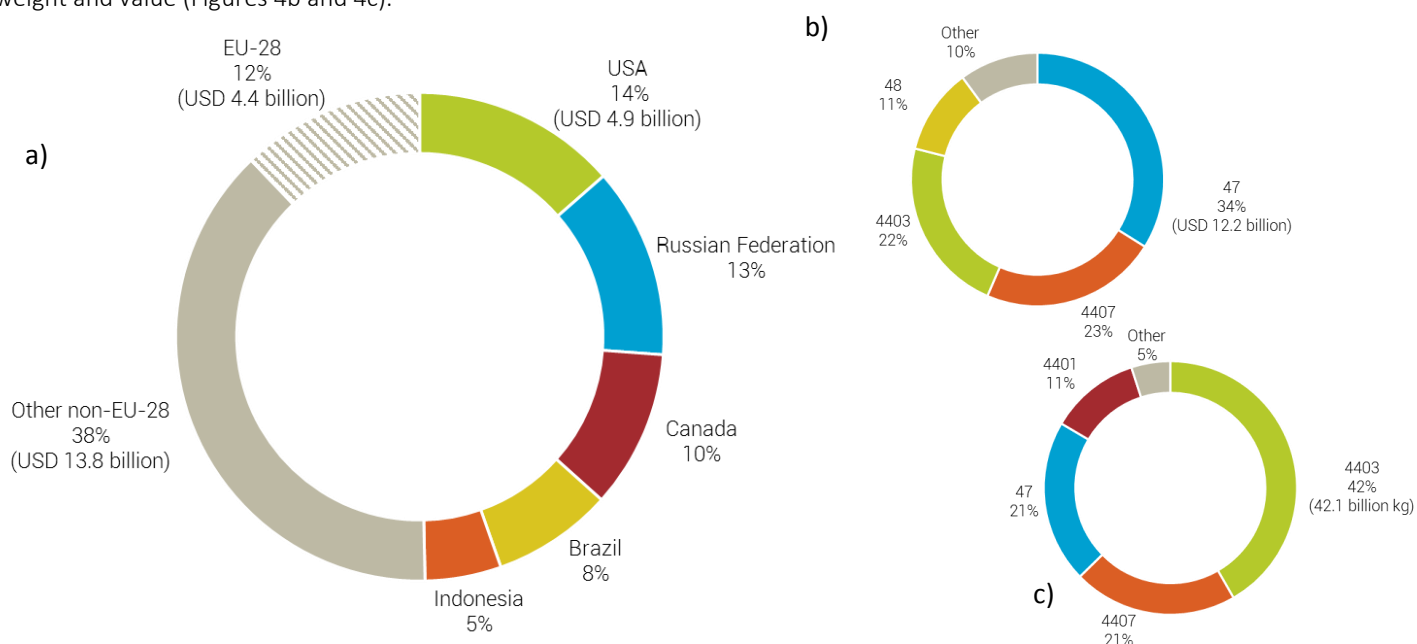 weight and value (Figures 4b and 4c).
a)
EU-28
12%
(USD 4.4 billion)
USA
14%
(USD 4.9 billion)
Russian Federation
13%
Canada
10%
Brazil
8%
Indonesia
5%
Other non-EU-28
38%
(USD 13.8 billion)
b)
Other
10%
48
11%
47
34%
(USD 12.2 billion)
4403
22%
4407
23%
c)
Other
5%
4401
11%
4403
42%
(42.1 billion kg)
47
21%
4407
21%